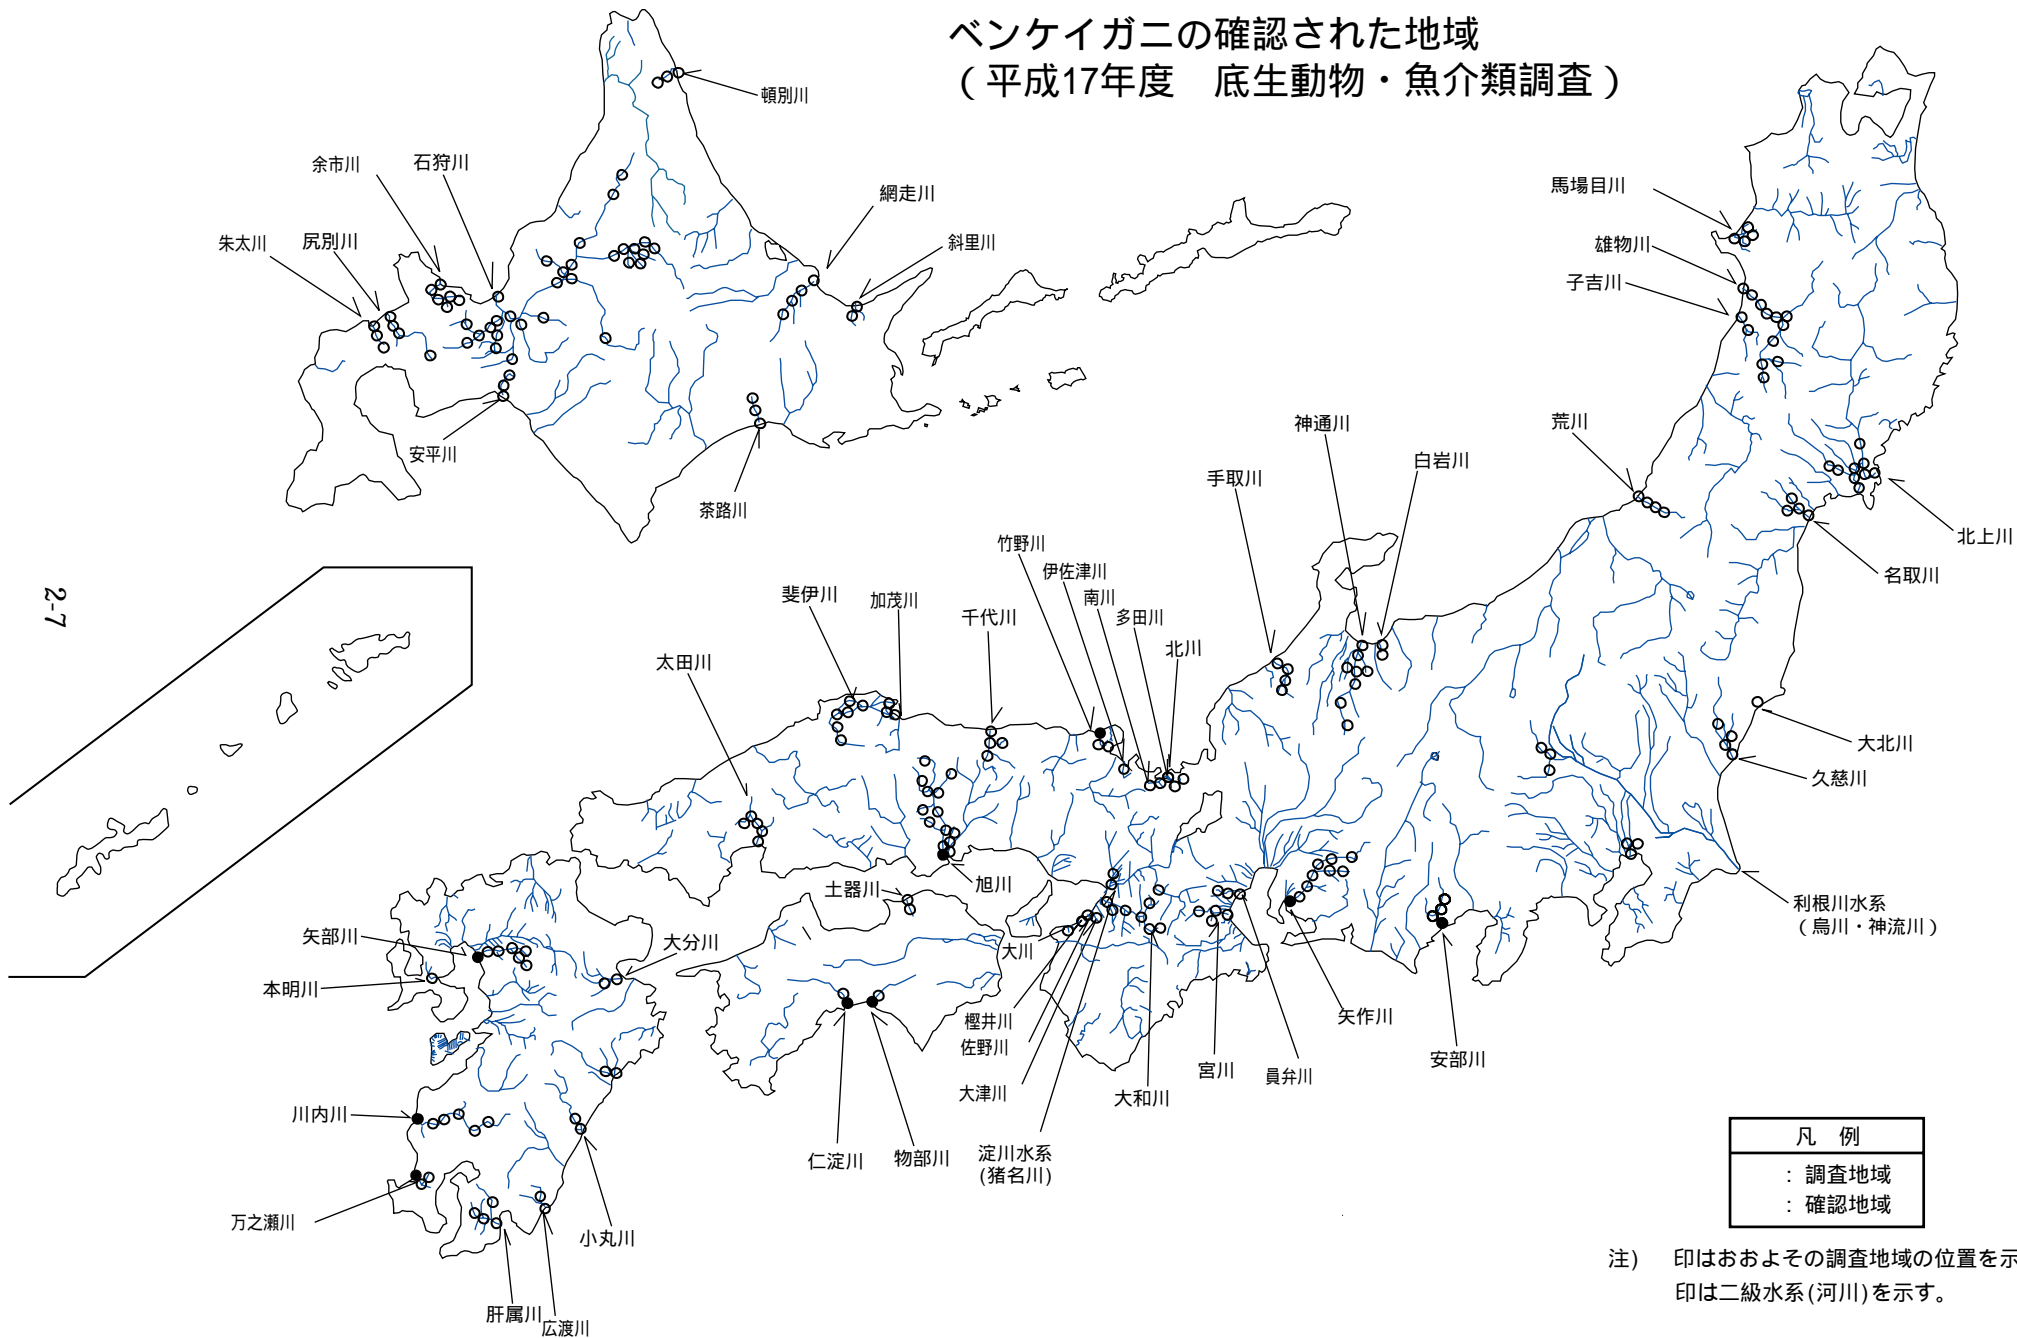 ベンケイガニの確認された地域
(平成17年度 底生動物・魚介類調査)
頓別川
余市川
石狩川
網走川
朱太川
尻別川
斜里川
馬場目川
雄物川
子吉川
安平川
茶路川
神通川
白岩川
荒川
手取川
北上川
名取川
竹野川
伊佐津川
南川
多田川
北川
斐伊川
加茂川
千代川
太田川
大北川
久慈川
旭川
土器川
利根川水系
(烏川・神流川)
矢部川
大分川
本明川
大川
樫井川
佐野川
大津川
淀川水系
(猪名川)
大和川
宮川
員弁川
矢作川
安部川
川内川
仁淀川
物部川
万之瀬川
小丸川
肝属川
広渡川
凡 例
: 調査地域
: 確認地域
注) 印はおおよその調査地域の位置を示
印は二級水系(河川)を示す。
2-7